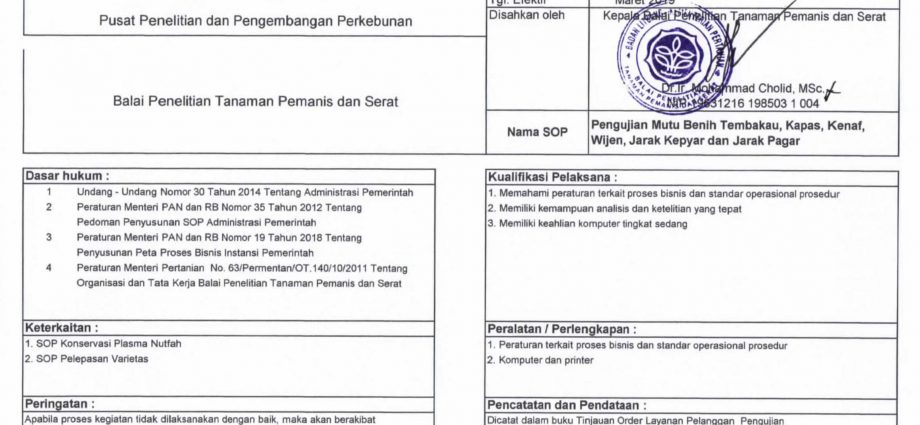 Pusat Penelitian dan Pengembangan Perkebunan
Balai Penelitian Tanaman Pemanis dan Serat
Tgl. Efektif
Maret 2019
Disahkan oleh
Kepala Balai Penelitian Tanaman Pemanis dan Serat
Dr.Ir. Mohammad Cholid, MSc.
198503 1 004
Nama SOP
Pengujian Mutu Benih Tembakau, Kapas, Kenaf,
Wijen, Jarak Kepyar dan Jarak Pagar
Dasar hukum :
1 Undang - Undang Nomor 30 Tahun 2014 Tentang Administrasi Pemerintah
2 Peraturan Menteri PAN dan RB Nomor 35 Tahun 2012 Tentang
Pedoman Penyusunan SOP Administrasi Pemerintah
3 Peraturan Menteri PAN dan RB Nomor 19 Tahun 2018 Tentang
Penyusunan Peta Proses Bisnis Instansi Pemerintah
4 Peraturan Menteri Pertanian No. 63/Permentan/OT.140/10/2011 Tentang
Organisasi dan Tata Kerja Balai Penelitian Tanaman Pemanis dan Serat
Kualifikasi Pelaksana :
1. Memahami peraturan terkait proses bisnis dan standar operasional prosedur
2. Memiliki kemampuan analisis dan ketelitian yang tepat
3. Memiliki keahlian komputer tingkat sedang
Keterkaitan :
1. SOP Konservasi Plasma Nutfah
2. SOP Pelepasan Varietas
Peralatan / Perlengkapan :
1. Peraturan terkait proses bisnis dan standar operasional prosedur
2. Komputer dan printer
Peringatan :
Apabila proses kegiatan tidak dilaksanakan dengan baik, maka akan berakibat
Pencatatan dan Pendataan :
Dicatat dalam buku Tinjauan Order Layanan Pelanggan Pengujian